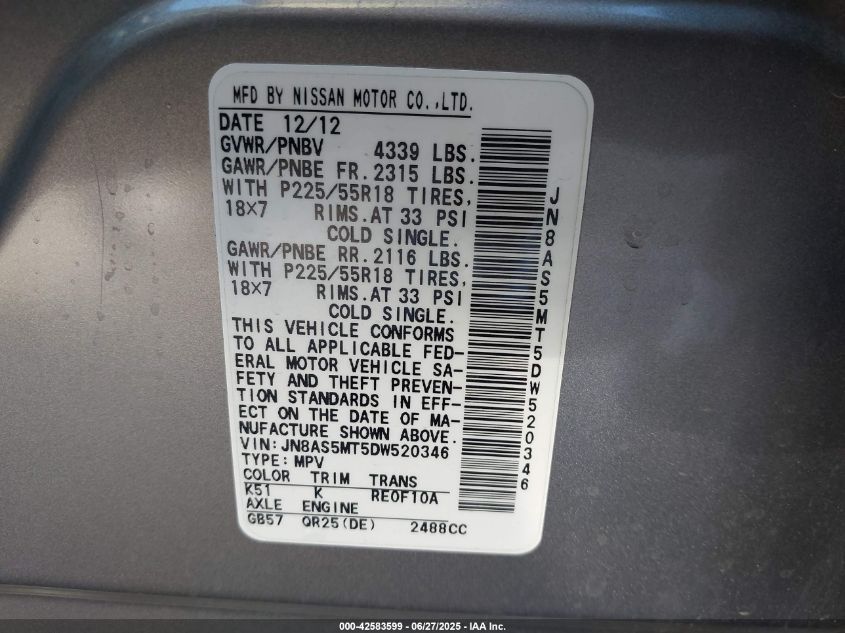 MFD BY NISSAN MOTOR CO.,LTD.
DATE 12/12
GVWR/PNBV 4339 LBS.
GAWR/PNBE FR. 2315 LBS.
WITH P225/55R18 TIRES,
18X7 RIMS.AT 33 PSI
COLD SINGLE.
GAWR/PNBE RR. 2116 LBS.
WITH P225/55R18 TIRES,
18X7 RIMS.AT 33 PSI
COLD SINGLE.
THIS VEHICLE CONFORMS
TO ALL APPLICABLE FED-
ERAL MOTOR VEHICLE SA-
FETY AND THEFT PREVEN-
TION STANDARDS IN EFF-
ECT ON THE DATE OF MA-
NUFACTURE SHOWN ABOVE.
VIN: JN8AS5MT5DW520346
TYPE: MPV
COLOR TRIM TRANS
K51 K RE0F10A
AXLE ENGINE
GB57 QR25(DE) 2488CC
JN8AS5MT5DW520346
000-42583599 - 06/27/2025 - IAA Inc.